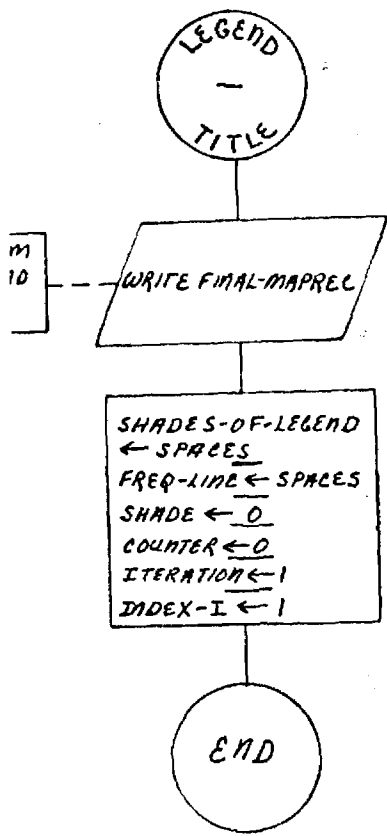 LEGEND
—
TITLE
M
10
WRITE FINAL-MAPREC
SHADES-OF-LEGEND
← SPACES
FREQ-LINE ← SPACES
SHADE ← 0
COUNTER ← 0
ITERATION ← 1
INDEX-I ← 1
END